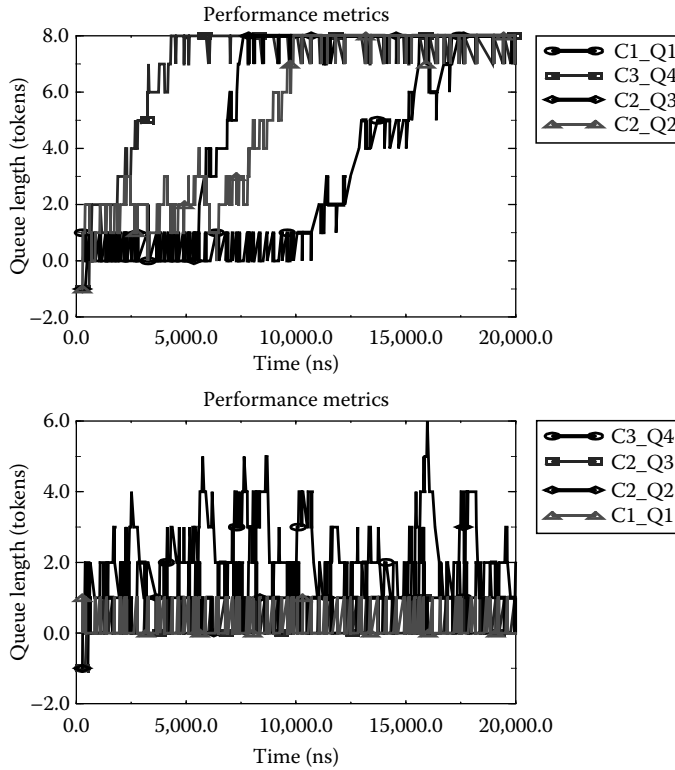 Performance metrics
8.0
6.0
4.0
2.0
0.0
−2.0
Queue length (tokens)
0.0
5,000.0
10,000.0
15,000.0
20,000.0
Time (ns)
C1_Q1
C3_Q4
C2_Q3
C2_Q2
Performance metrics
6.0
4.0
2.0
0.0
−2.0
Queue length (tokens)
0.0
5,000.0
10,000.0
15,000.0
20,000.0
Time (ns)
C3_Q4
C2_Q3
C2_Q2
C1_Q1